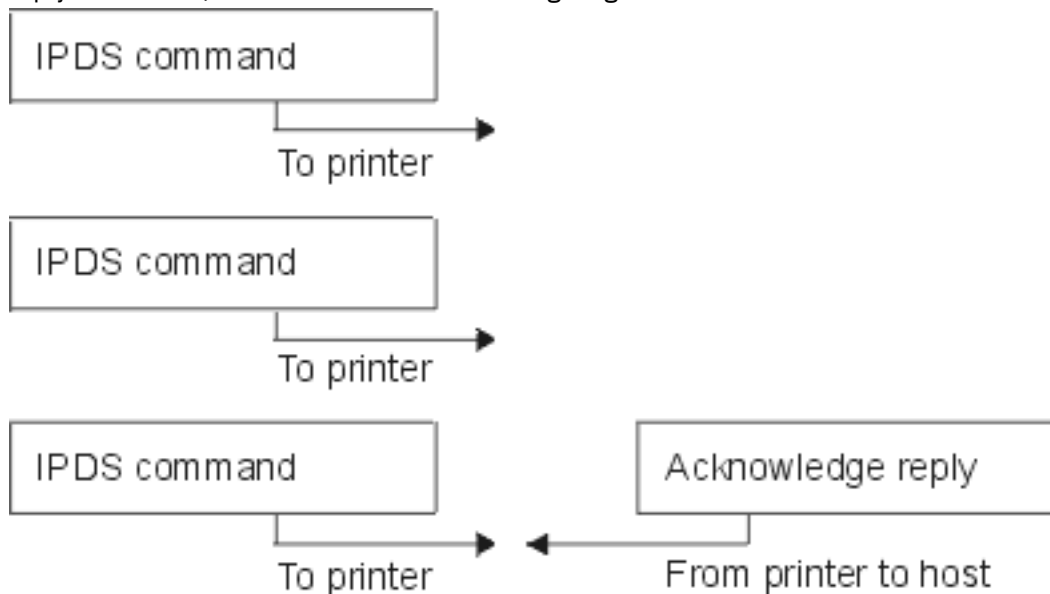 IPDS command
To printer
IPDS command
To printer
IPDS command
Acknowledge reply
To printer
From printer to host